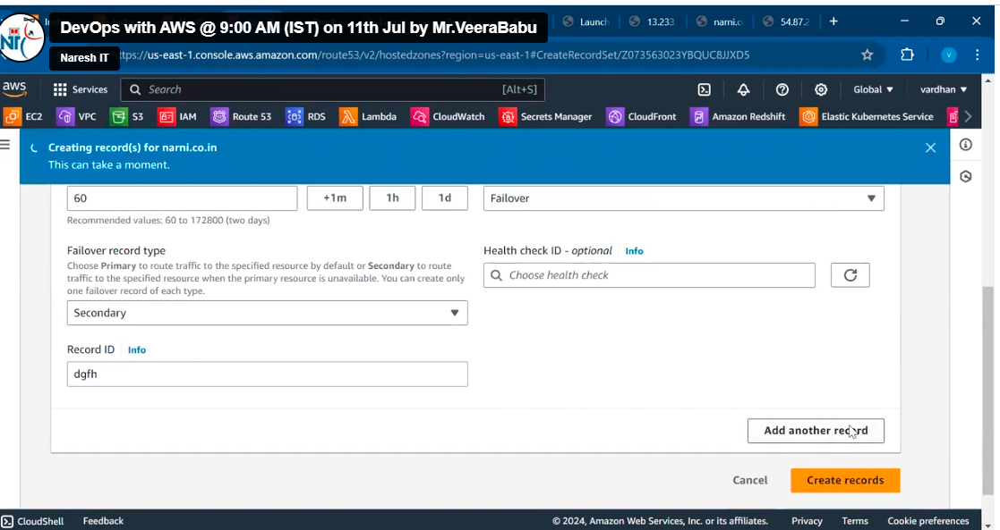 DevOps with AWS @ 9:00 AM (IST) on 11th Jul by Mr.VeeraBabu
Launch
13.233
narni.c
54.87.2
Naresh IT
ttps://us-east-1.console.aws.amazon.com/route53/v2/hostedzones?region=us-east-1#CreateRecordSet/Z073563023YBQUC8JJXD5
v
aws
Services
Search
[Alt+S]
Global
vardhan
EC2
VPC
S3
IAM
Route 53
RDS
Lambda
CloudWatch
Secrets Manager
CloudFront
Amazon Redshift
Elastic Kubernetes Service
Creating record(s) for narni.co.in
This can take a moment.
60
+1m
1h
1d
Failover
Recommended values: 60 to 172800 (two days)
Failover record type
Choose Primary to route traffic to the specified resource by default or Secondary to route
traffic to the specified resource when the primary resource is unavailable. You can create only
one failover record of each type.
Health check ID - optional Info
Choose health check
Secondary
Record ID Info
dgfh
Add another record
Cancel
Create records
CloudShell
Feedback
© 2024, Amazon Web Services, Inc. or its affiliates.
Privacy
Terms
Cookie preferences